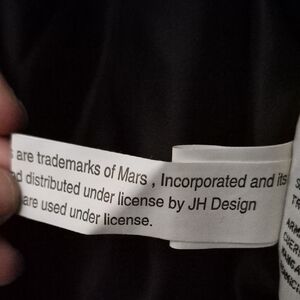 are trademarks of Mars , Incorporated and its
distributed under license by JH Design
are used under license.